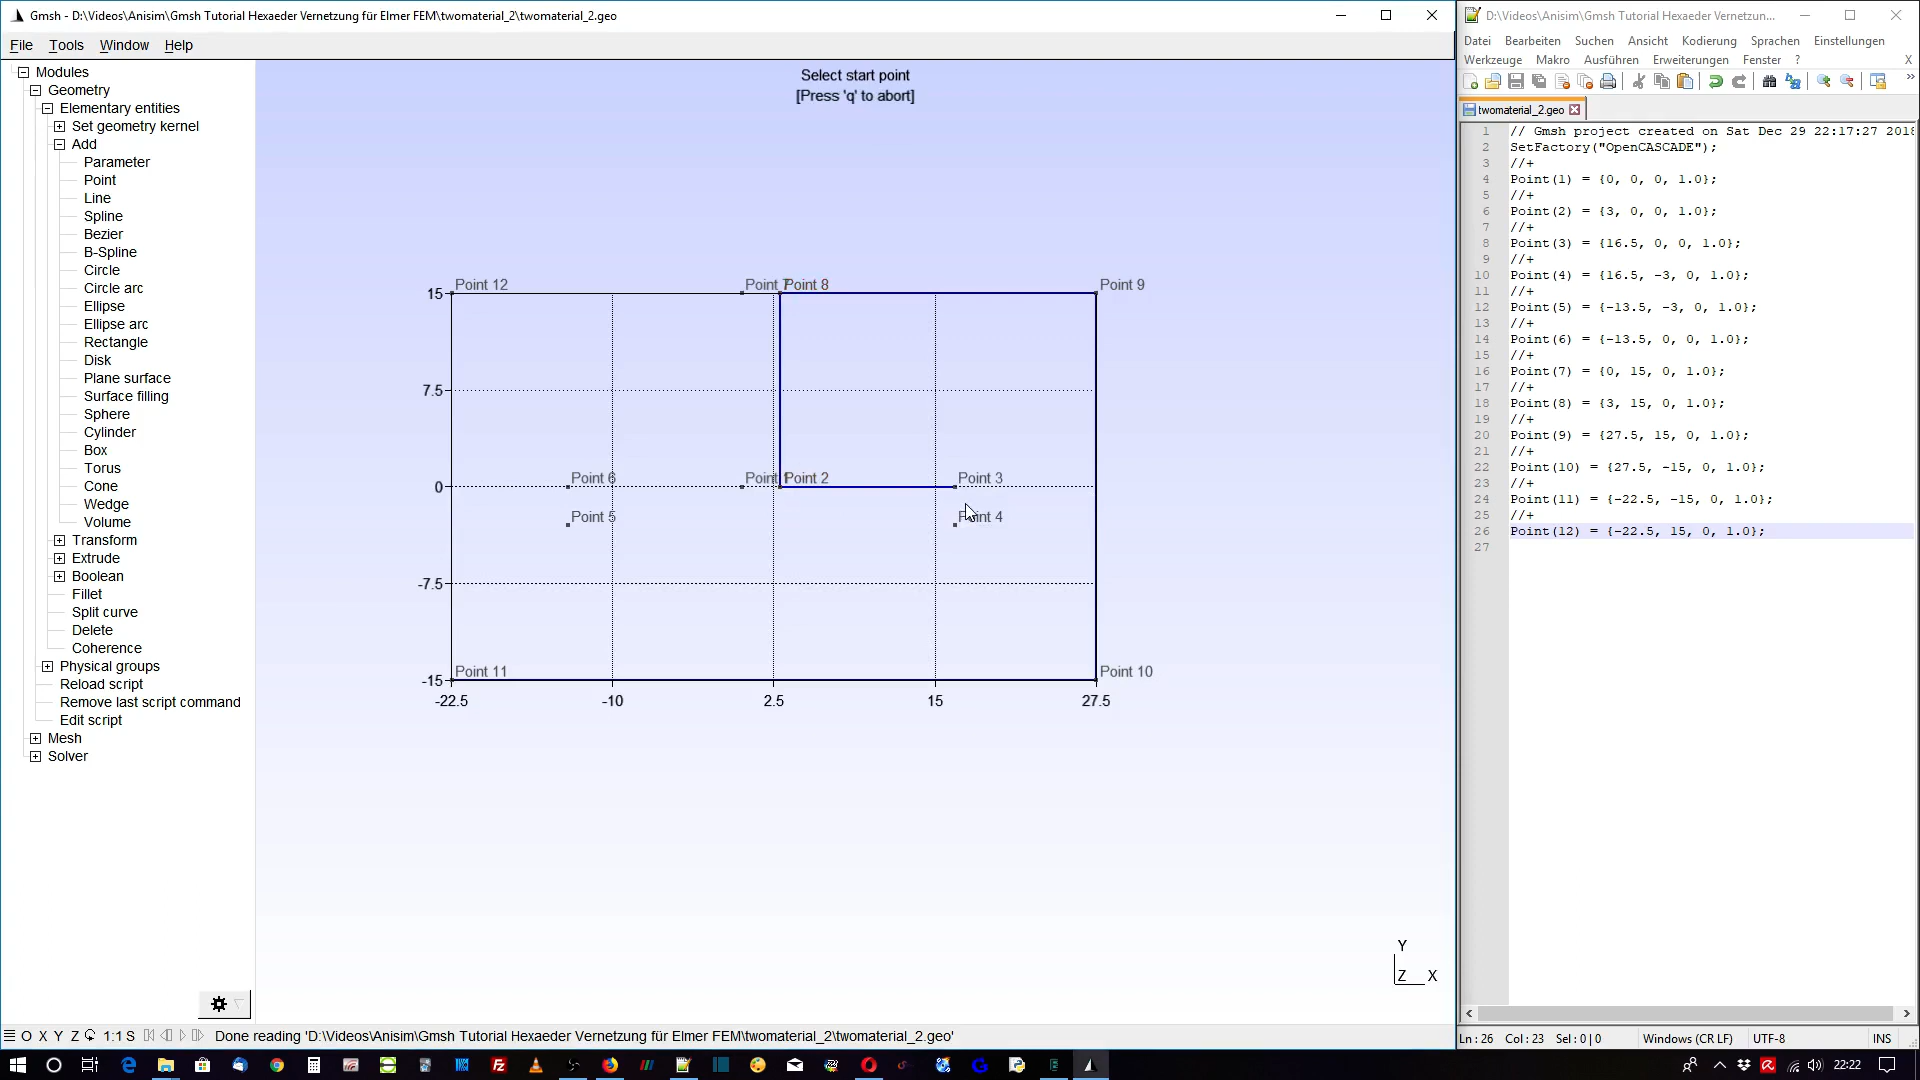 Gmsh - D:\Videos\Anisim\Gmsh Tutorial Hexaeder Vernetzung für Elmer FEM\twomaterial_2\twomaterial_2.geo
File Tools Window Help
Modules
Geometry
Elementary entities
Set geometry kernel
Add
Parameter
Point
Line
Spline
Bezier
B-Spline
Circle
Circle arc
Ellipse
Ellipse arc
Rectangle
Disk
Plane surface
Surface filling
Sphere
Cylinder
Box
Torus
Cone
Wedge
Volume
Transform
Extrude
Boolean
Fillet
Split curve
Delete
Coherence
Physical groups
Reload script
Remove last script command
Edit script
Mesh
Solver
Select start point
[Press 'q' to abort]
Point 12 Point 7 Point 8 Point 9
15
7.5
Point 6 Point 1 Point 2 Point 3
0
Point 5 Point 4
-7.5
Point 11 Point 10
-15
-22.5 -10 2.5 15 27.5
Y
Z X
O X Y Z 1:1 S Done reading 'D:\Videos\Anisim\Gmsh Tutorial Hexaeder Vernetzung für Elmer FEM\twomaterial_2\twomaterial_2.geo'
D:\Videos\Anisim\Gmsh Tutorial Hexaeder Vernetzun...
Datei Bearbeiten Suchen Ansicht Kodierung Sprachen Einstellungen
Werkzeuge Makro Ausführen Erweiterungen Fenster ? X
twomaterial_2.geo
1 // Gmsh project created on Sat Dec 29 22:17:27 2018
2 SetFactory("OpenCASCADE");
3 //+
4 Point(1) = {0, 0, 0, 1.0};
5 //+
6 Point(2) = {3, 0, 0, 1.0};
7 //+
8 Point(3) = {16.5, 0, 0, 1.0};
9 //+
10 Point(4) = {16.5, -3, 0, 1.0};
11 //+
12 Point(5) = {-13.5, -3, 0, 1.0};
13 //+
14 Point(6) = {-13.5, 0, 0, 1.0};
15 //+
16 Point(7) = {0, 15, 0, 1.0};
17 //+
18 Point(8) = {3, 15, 0, 1.0};
19 //+
20 Point(9) = {27.5, 15, 0, 1.0};
21 //+
22 Point(10) = {27.5, -15, 0, 1.0};
23 //+
24 Point(11) = {-22.5, -15, 0, 1.0};
25 //+
26 Point(12) = {-22.5, 15, 0, 1.0};
27
Ln : 26 Col : 23 Sel : 0 | 0 Windows (CR LF) UTF-8 INS
22:22